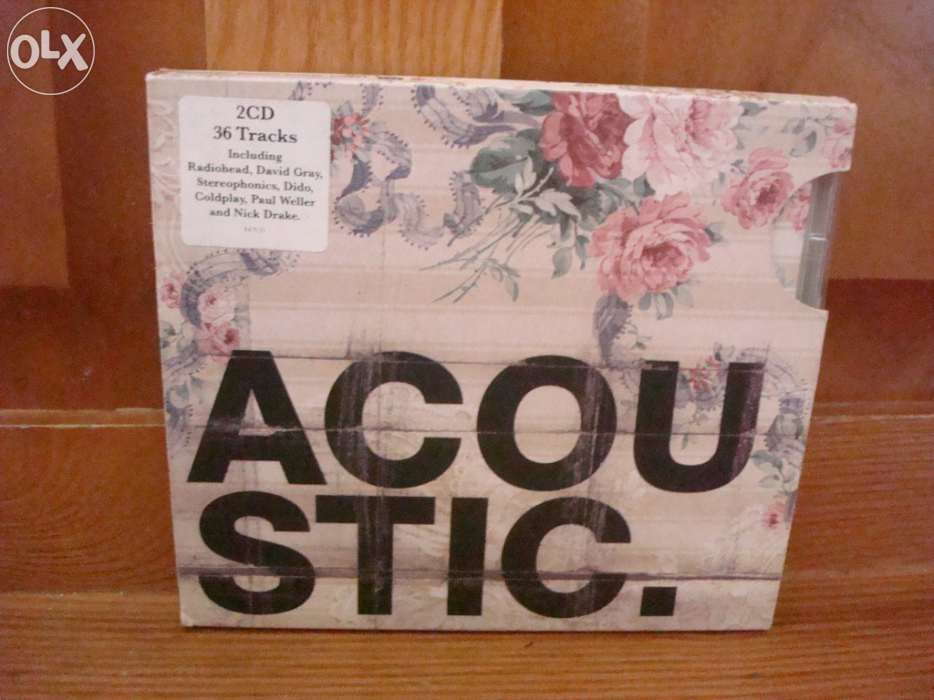 OLX
2CD
36 Tracks
Including
Radiohead, David Gray,
Stereophonics, Dido,
Coldplay, Paul Weller
and Nick Drake.
ACOU
STIC.